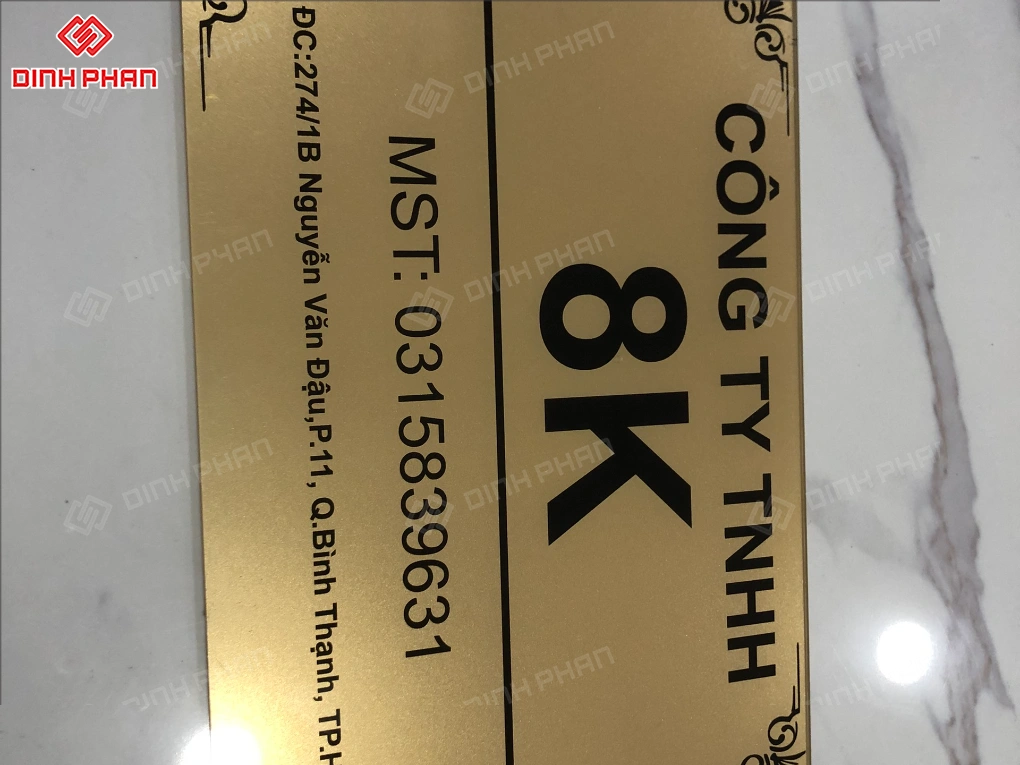 DINH PHAN
CÔNG TY TNHH
8K
MST: 0315839631
ĐC:274/1B Nguyễn Văn Đậu,P.11, Q.Bình Thạnh, TP.H